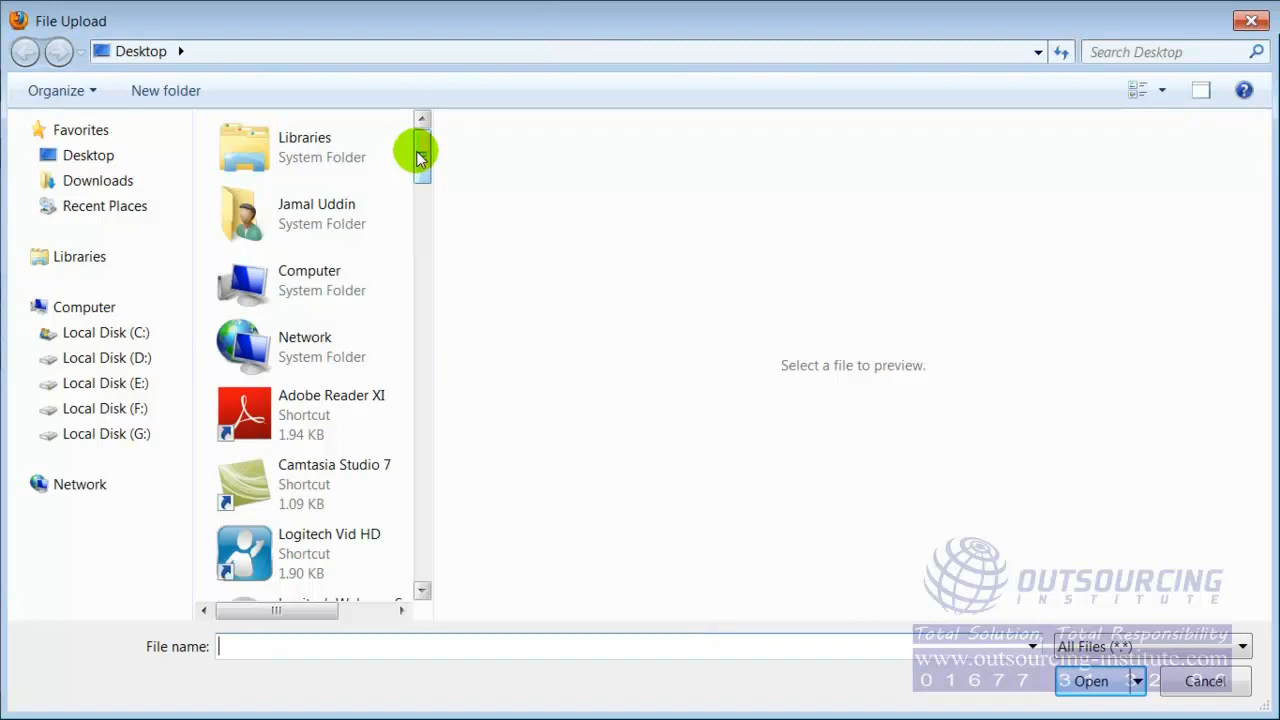 File Upload
Desktop
Search Desktop
Organize
New folder
Favorites
Desktop
Downloads
Recent Places
Libraries
Computer
Local Disk (C:)
Local Disk (D:)
Local Disk (E:)
Local Disk (F:)
Local Disk (G:)
Network
Libraries
System Folder
Jamal Uddin
System Folder
Computer
System Folder
Network
System Folder
Adobe Reader XI
Shortcut
1.94 KB
Camtasia Studio 7
Shortcut
1.09 KB
Logitech Vid HD
Shortcut
1.90 KB
Select a file to preview.
OUTSOURCING
INSTITUTE
Total Solution, Total Responsibility
www.outsourcing-institute.com
File name:
All Files (*.*)
Open
Cancel